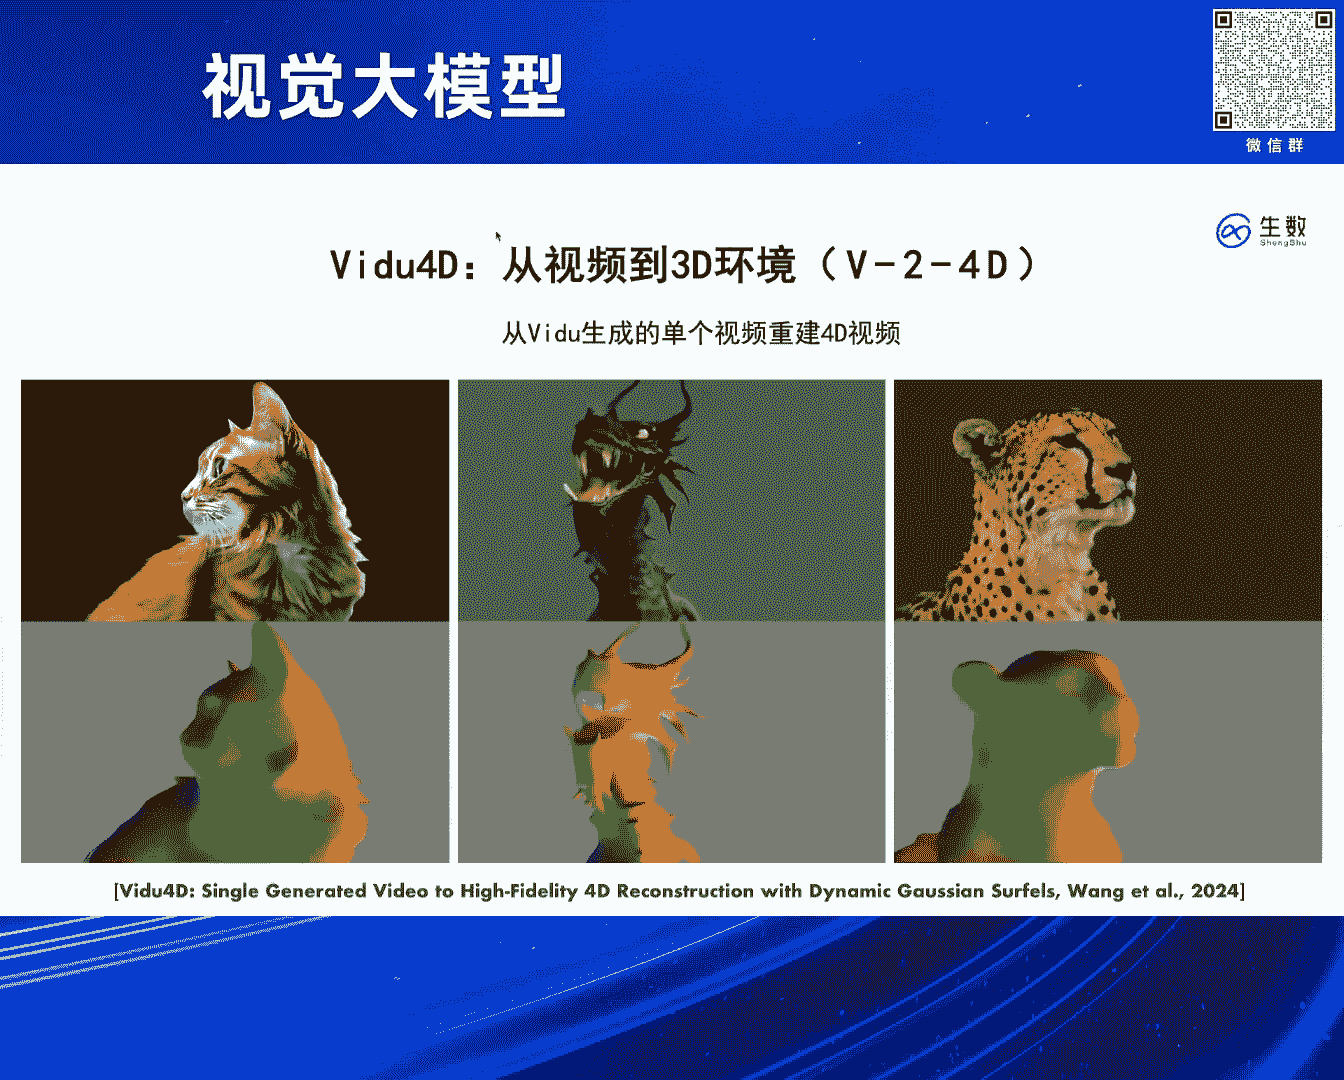 视觉大模型
微信群
生数
ShengShu
Vidu4D：从视频到3D环境（V-2-4D）
从Vidu生成的单个视频重建4D视频
[Vidu4D: Single Generated Video to High-Fidelity 4D Reconstruction with Dynamic Gaussian Surfels, Wang et al., 2024]